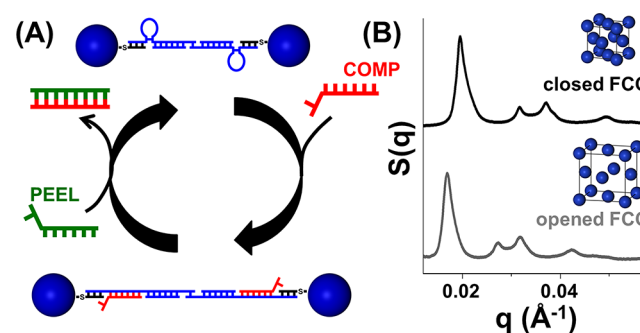 (A)
-S
S-
COMP
PEEL
-S
S-
(B)
closed FCC
opened FCC
S(q)
0.02
0.04
q (Å-1)